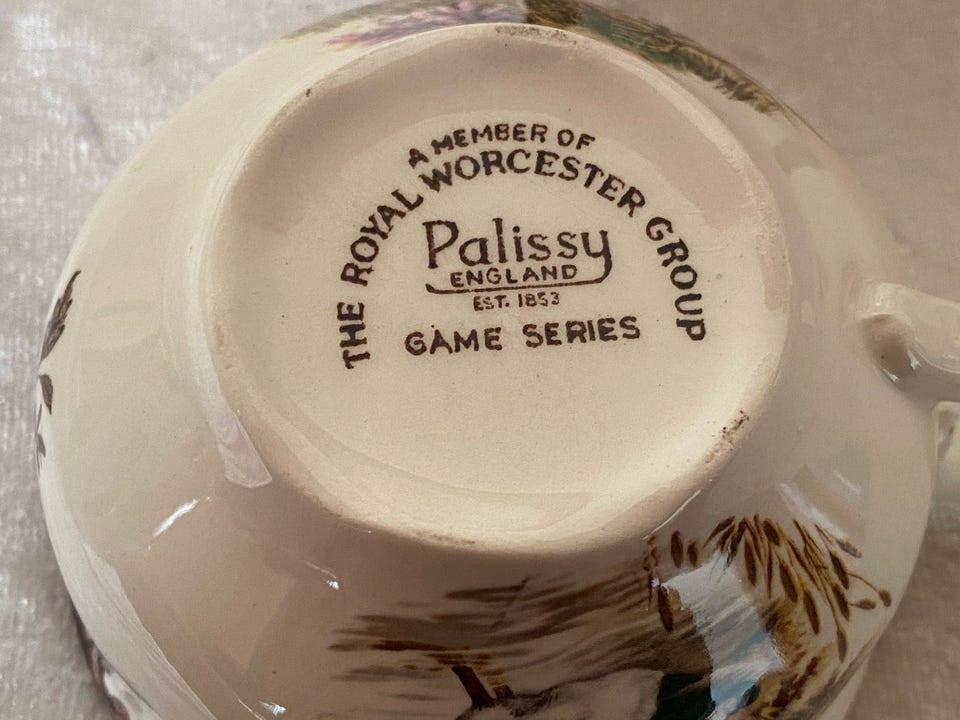 A MEMBER OF
THE ROYAL WORCESTER GROUP
Palissy
ENGLAND
EST. 1853
GAME SERIES